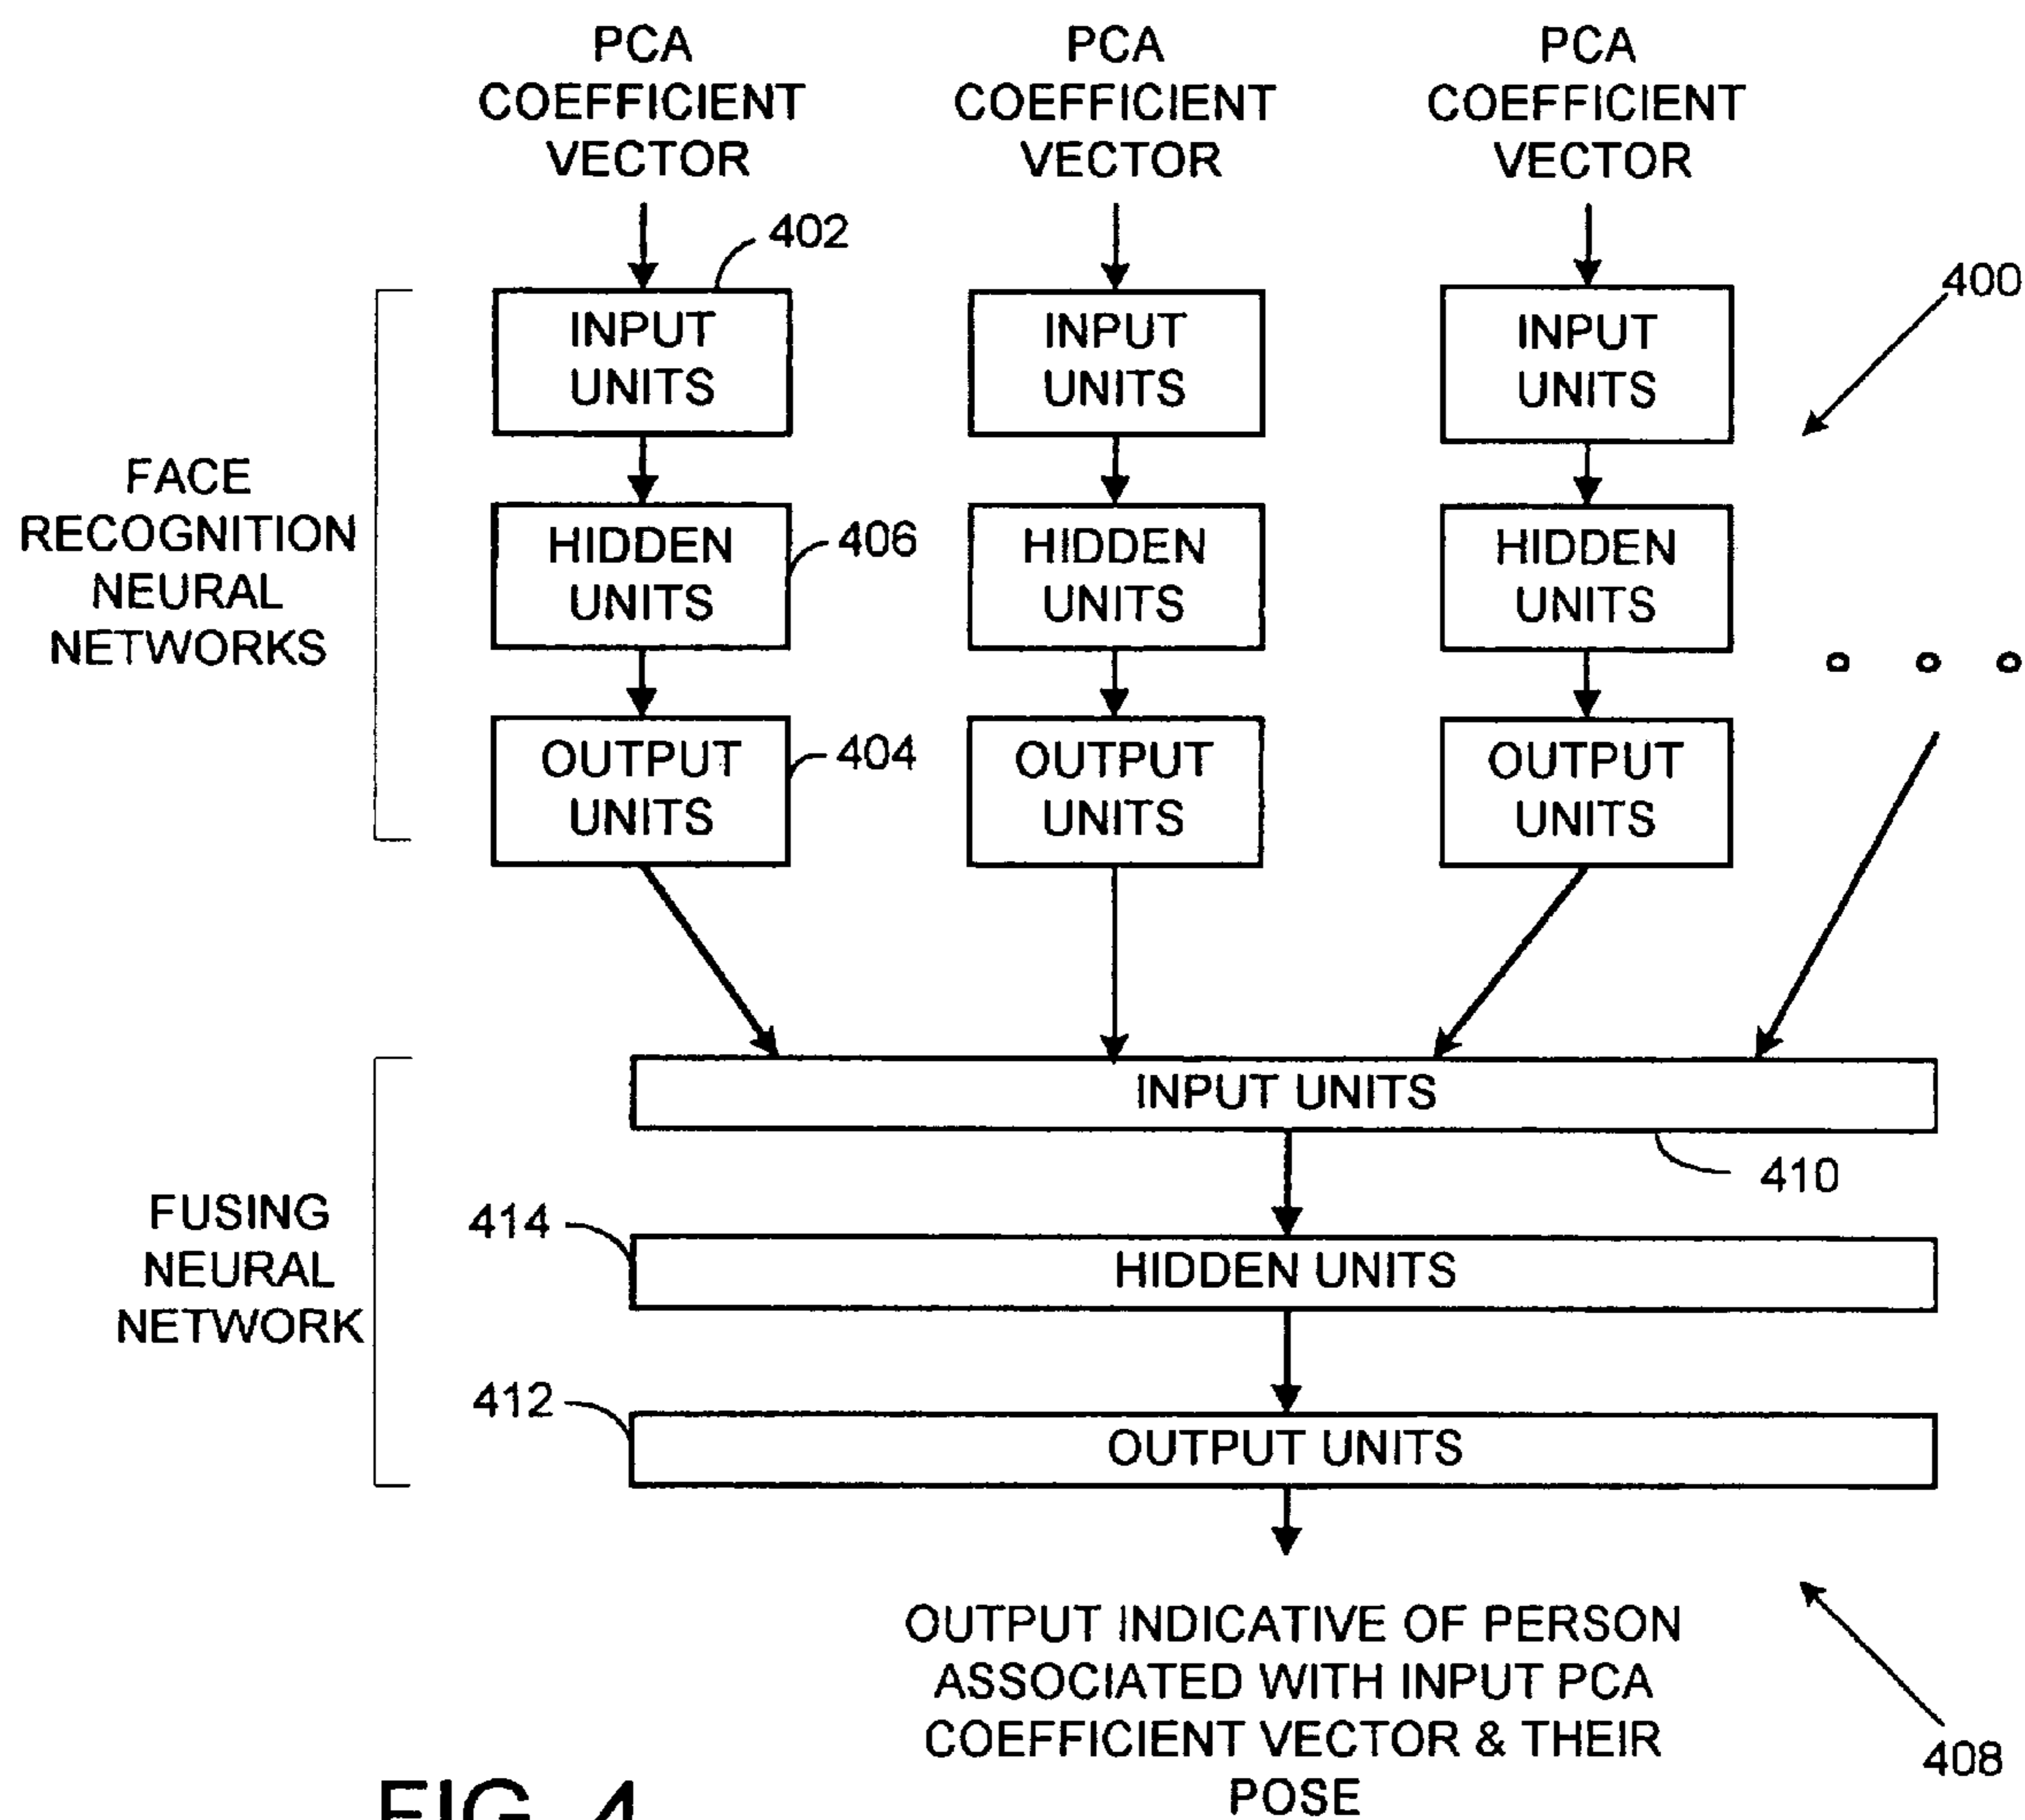 PCA
COEFFICIENT
VECTOR
PCA
COEFFICIENT
VECTOR
PCA
COEFFICIENT
VECTOR
402
400
INPUT
UNITS
INPUT
UNITS
INPUT
UNITS
FACE
RECOGNITION
NEURAL
NETWORKS
HIDDEN
UNITS
406
HIDDEN
UNITS
HIDDEN
UNITS
OUTPUT
UNITS
404
OUTPUT
UNITS
OUTPUT
UNITS
INPUT UNITS
410
FUSING
NEURAL
NETWORK
414
HIDDEN UNITS
412
OUTPUT UNITS
OUTPUT INDICATIVE OF PERSON
ASSOCIATED WITH INPUT PCA
COEFFICIENT VECTOR & THEIR
POSE
408
FIG. 4